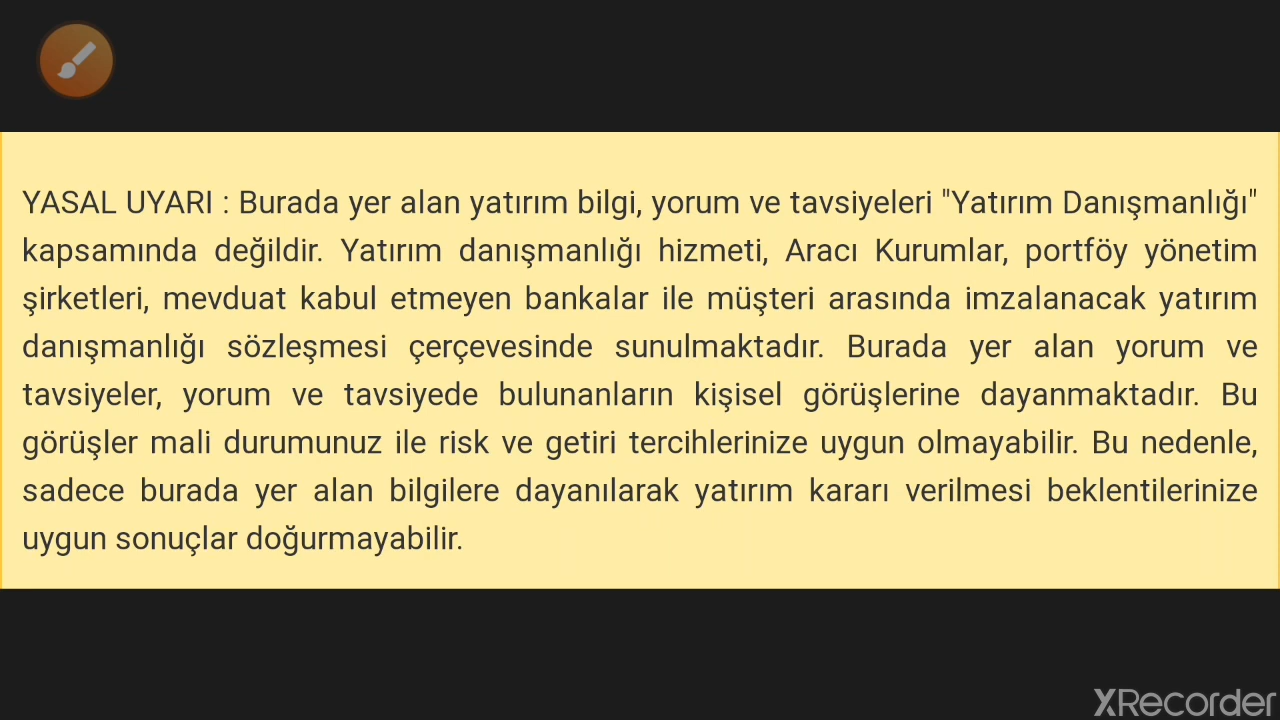 YASAL UYARI : Burada yer alan yatırım bilgi, yorum ve tavsiyeleri "Yatırım Danışmanlığı"
kapsamında değildir. Yatırım danışmanlığı hizmeti, Aracı Kurumlar, portföy yönetim
şirketleri, mevduat kabul etmeyen bankalar ile müşteri arasında imzalanacak yatırım
danışmanlığı sözleşmesi çerçevesinde sunulmaktadır. Burada yer alan yorum ve
tavsiyeler, yorum ve tavsiyede bulunanların kişisel görüşlerine dayanmaktadır. Bu
görüşler mali durumunuz ile risk ve getiri tercihlerinize uygun olmayabilir. Bu nedenle,
sadece burada yer alan bilgilere dayanılarak yatırım kararı verilmesi beklentilerinize
uygun sonuçlar doğurmayabilir.
XRecorder